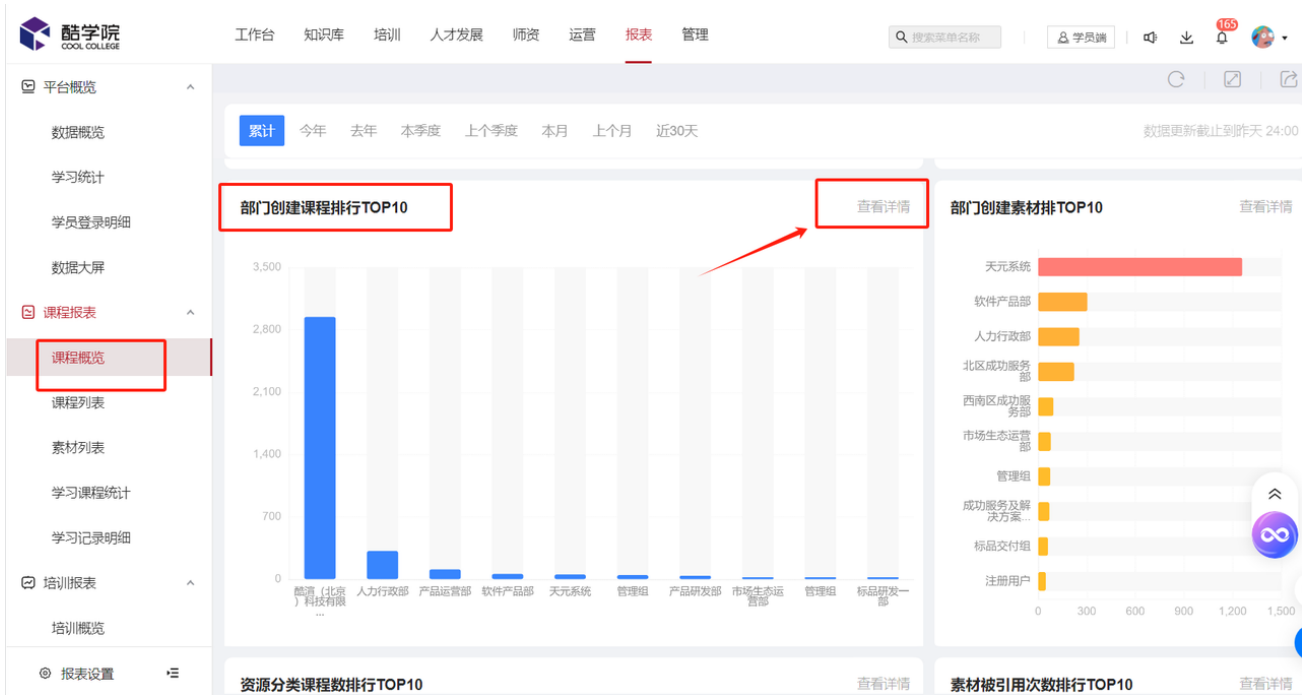 酷学院
COOL COLLEGE
工作台 知识库 培训 人才发展 师资 运营 报表 管理
搜索菜单名称
学员端
165
平台概览
数据概览
学习统计
学员登录明细
数据大屏
课程报表
课程概览
课程列表
素材列表
学习课程统计
学习记录明细
培训报表
培训概览
报表设置
累计 今年 去年 本季度 上个季度 本月 上个月 近30天
数据更新截止到昨天 24:00
部门创建课程排行TOP10 查看详情
3,500
2,800
2,100
1,400
700
0
酷渲（北京
）科技有限
...
人力行政部
产品运营部
软件产品部
天元系统
管理组
产品研发部
市场生态运
营部
管理组
标品研发一
部
部门创建素材排TOP10 查看详情
天元系统
软件产品部
人力行政部
北区成功服务
部
西南区成功服
务部
市场生态运营
部
管理组
成功服务及解
决方案...
标品交付组
注册用户
0 300 600 900 1,200 1,500
资源分类课程数排行TOP10 查看详情
素材被引用次数排行TOP10 查看详情